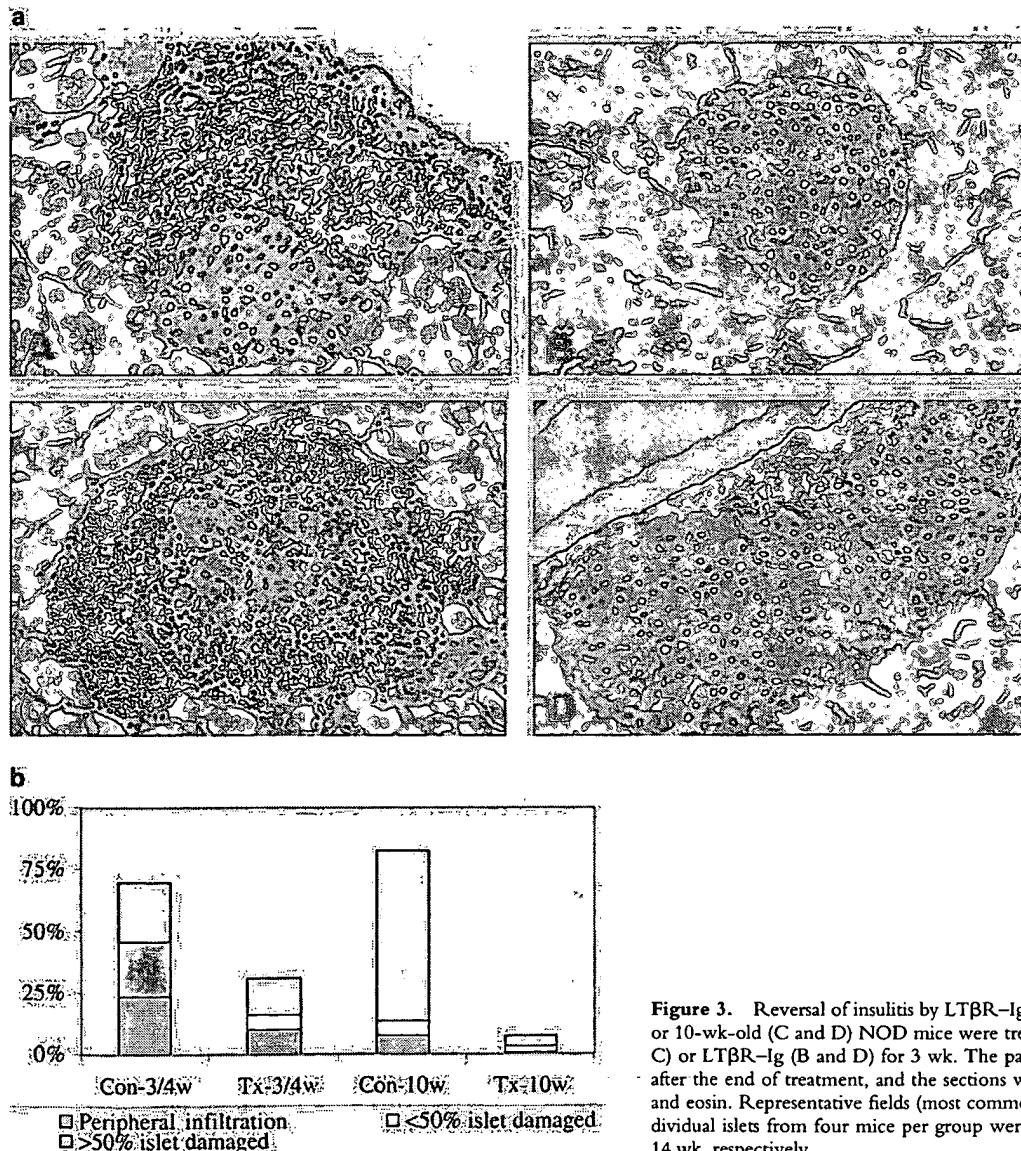 a
b
100%
75%
50%
25%
0%
Con-3/4w Tx-3/4w Con-10w Tx-10w
Peripheral infiltration <50% islet damaged
>50% islet damaged
Figure 3. Reversal of insulitis by LTβR–Ig
or 10-wk-old (C and D) NOD mice were tre
C) or LTβR–Ig (B and D) for 3 wk. The pa
after the end of treatment, and the sections w
and eosin. Representative fields (most commo
dividual islets from four mice per group wer
14 wk, respectively.